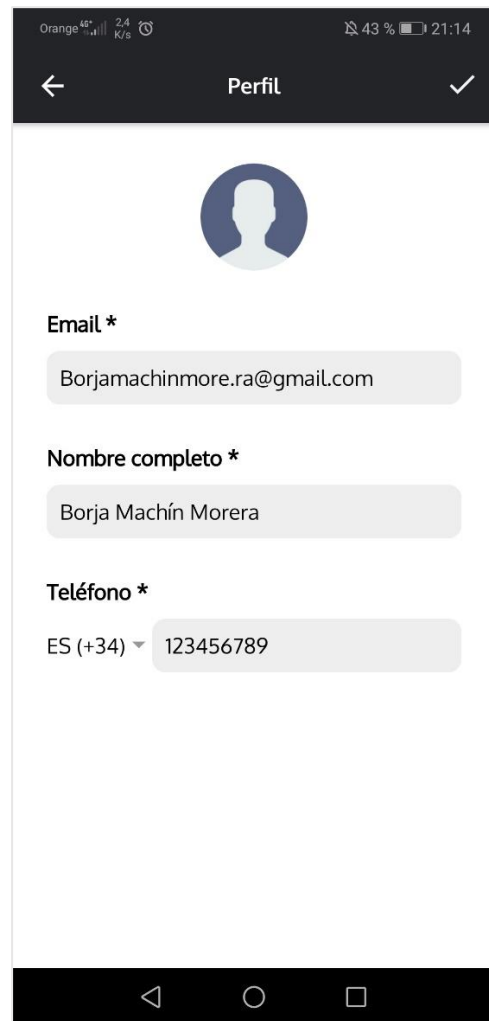 Orange 4G+ 2,4 K/s 43 % 21:14
Perfil
Email *
Borjamachinmore.ra@gmail.com
Nombre completo *
Borja Machín Morera
Teléfono *
ES (+34) 123456789